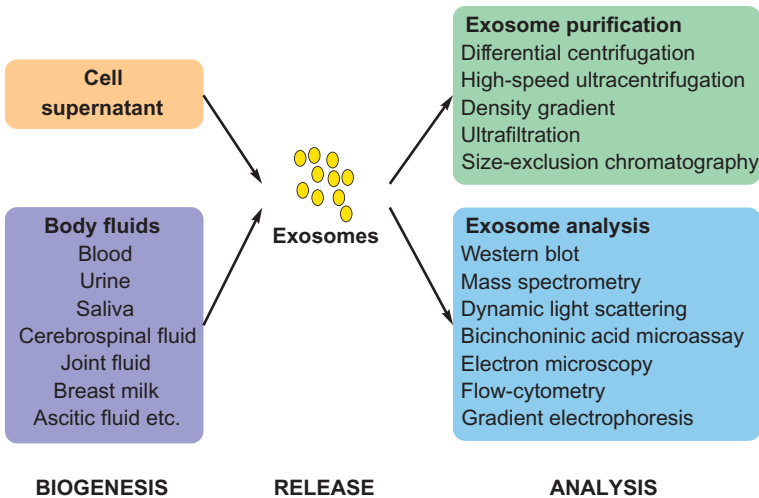 Cell
supernatant
Body fluids
Blood
Urine
Saliva
Cerebrospinal fluid
Joint fluid
Breast milk
Ascitic fluid etc.
Exosomes
Exosome purification
Differential centrifugation
High-speed ultracentrifugation
Density gradient
Ultrafiltration
Size-exclusion chromatography
Exosome analysis
Western blot
Mass spectrometry
Dynamic light scattering
Bicinchoninic acid microassay
Electron microscopy
Flow-cytometry
Gradient electrophoresis
BIOGENESIS
RELEASE
ANALYSIS